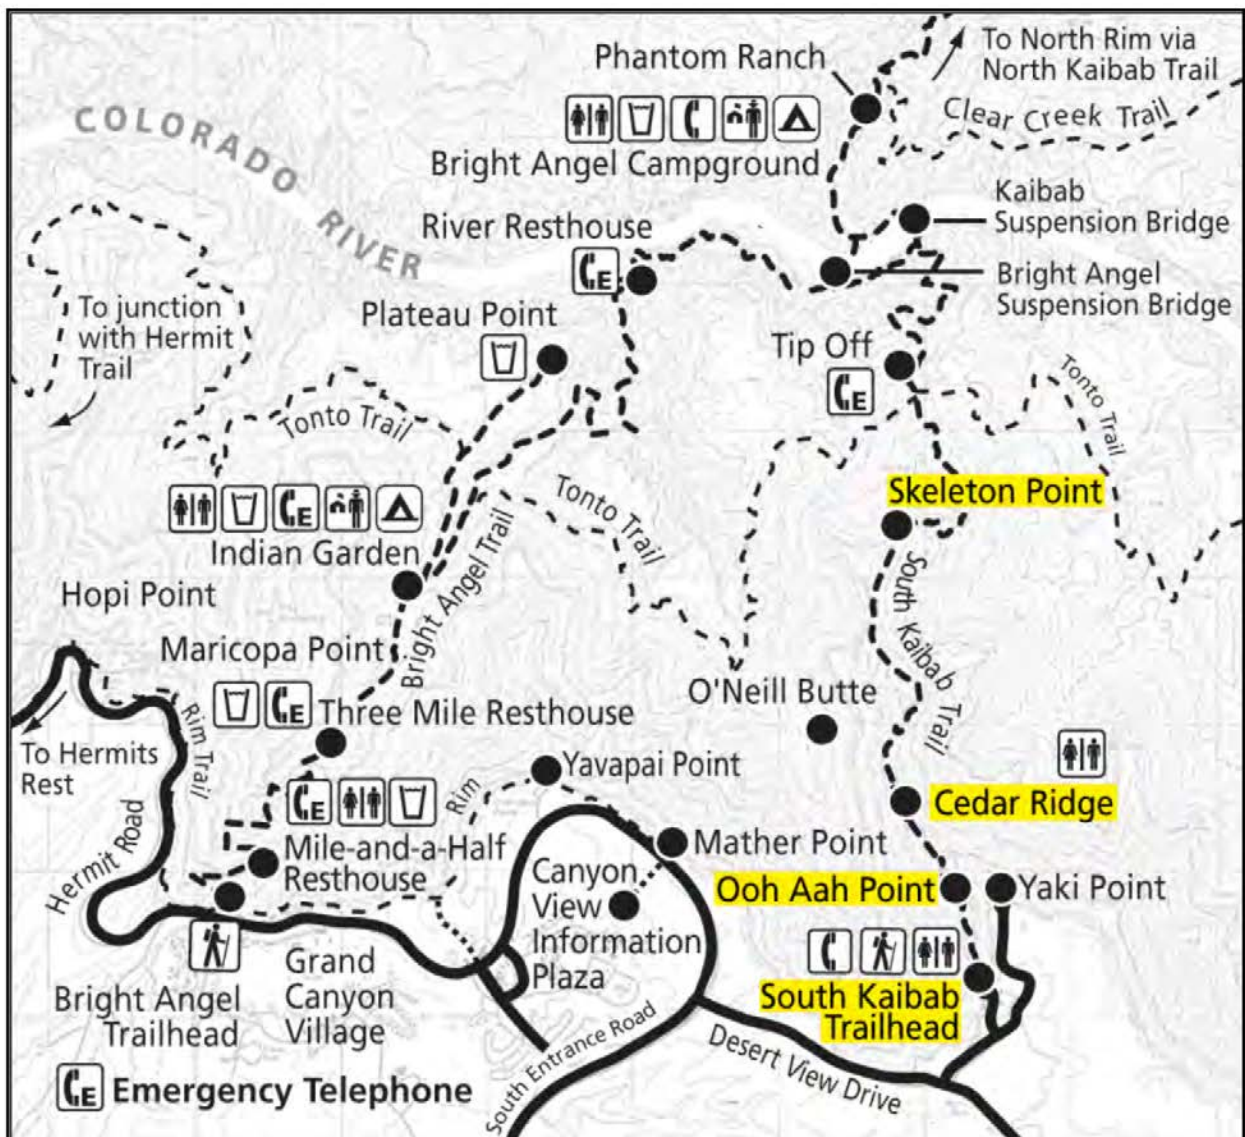 To North Rim via
North Kaibab Trail
Phantom Ranch
Clear Creek Trail
COLORADO RIVER
Bright Angel Campground
Kaibab
Suspension Bridge
River Resthouse
E
Bright Angel
Suspension Bridge
To junction
with Hermit
Trail
Plateau Point
Tip Off
E
Tonto Trail
Tonto Trail
Skeleton Point
Tonto Trail
E
Indian Garden
Bright Angel Trail
South Kaibab Trail
Hopi Point
Maricopa Point
E
Three Mile Resthouse
O'Neill Butte
Rim Trail
To Hermits
Rest
Yavapai Point
Rim
E
Cedar Ridge
Hermit Road
Mile-and-a-Half
Resthouse
Mather Point
Canyon
View
Information
Plaza
Ooh Aah Point
Yaki Point
Bright Angel
Trailhead
Grand
Canyon
Village
South Kaibab
Trailhead
South Entrance Road
Desert View Drive
E Emergency Telephone